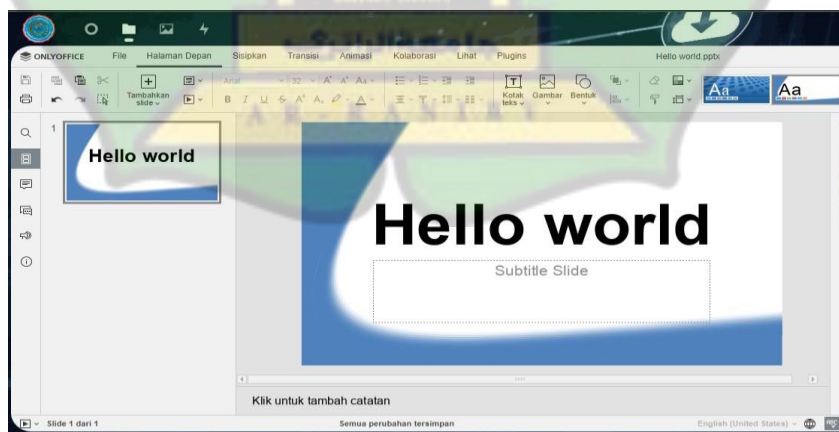 ONLYOFFICE File Halaman Depan Sisipkan Transisi Animasi Kolaborasi Lihat Plugins Hello world.pptx
Tambahkan slide
Arial 32
Kotak teks Gambar Bentuk
Aa Aa
1
Hello world
Hello world
Subtitle Slide
Klik untuk tambah catatan
Slide 1 dari 1 Semua perubahan tersimpan English (United States)